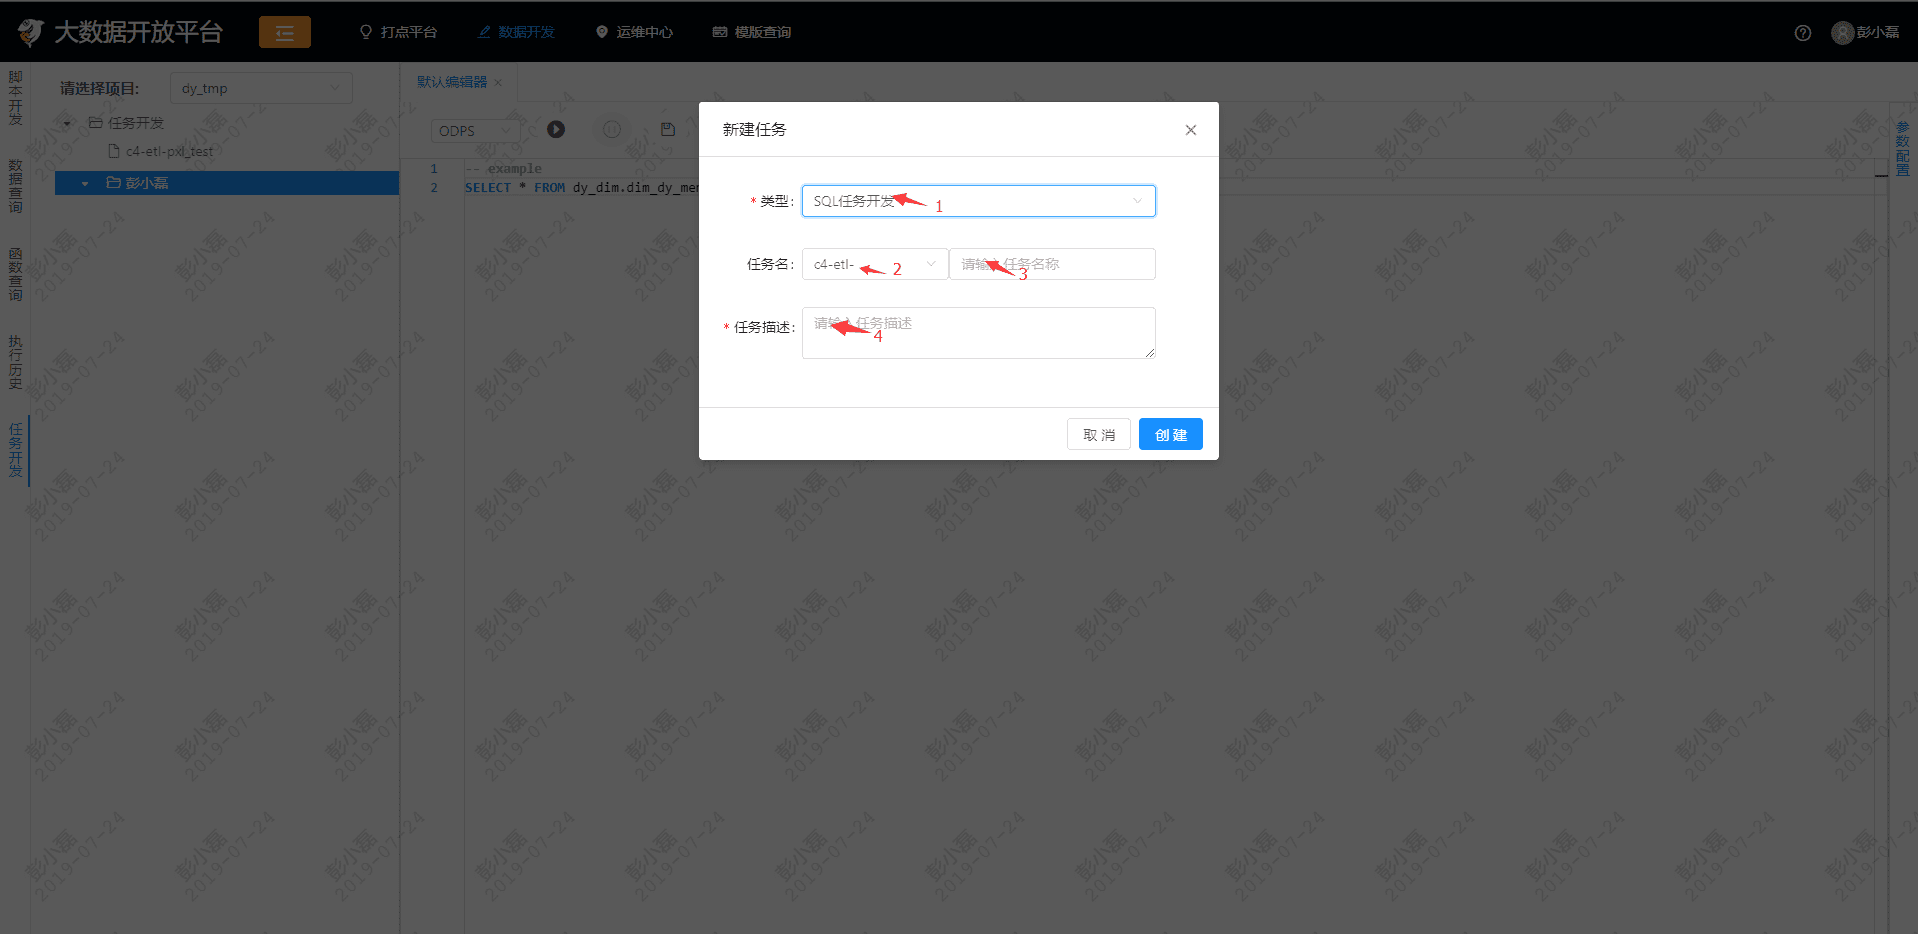 大数据开放平台
打点平台
数据开发
运维中心
模版查询
彭小磊
脚本开发
数据查询
函数查询
执行历史
任务开发
请选择项目: dy_tmp
任务开发
c4-etl-pxl_test
彭小磊
默认编辑器
ODPS
1 -- example
2 SELECT * FROM dy_dim.dim_dy_mer
参数配置
新建任务
* 类型: SQL任务开发 1
任务名: c4-etl- 2 请输入任务名称 3
* 任务描述: 请输入任务描述 4
取 消 创 建
彭小磊
2019-07-24